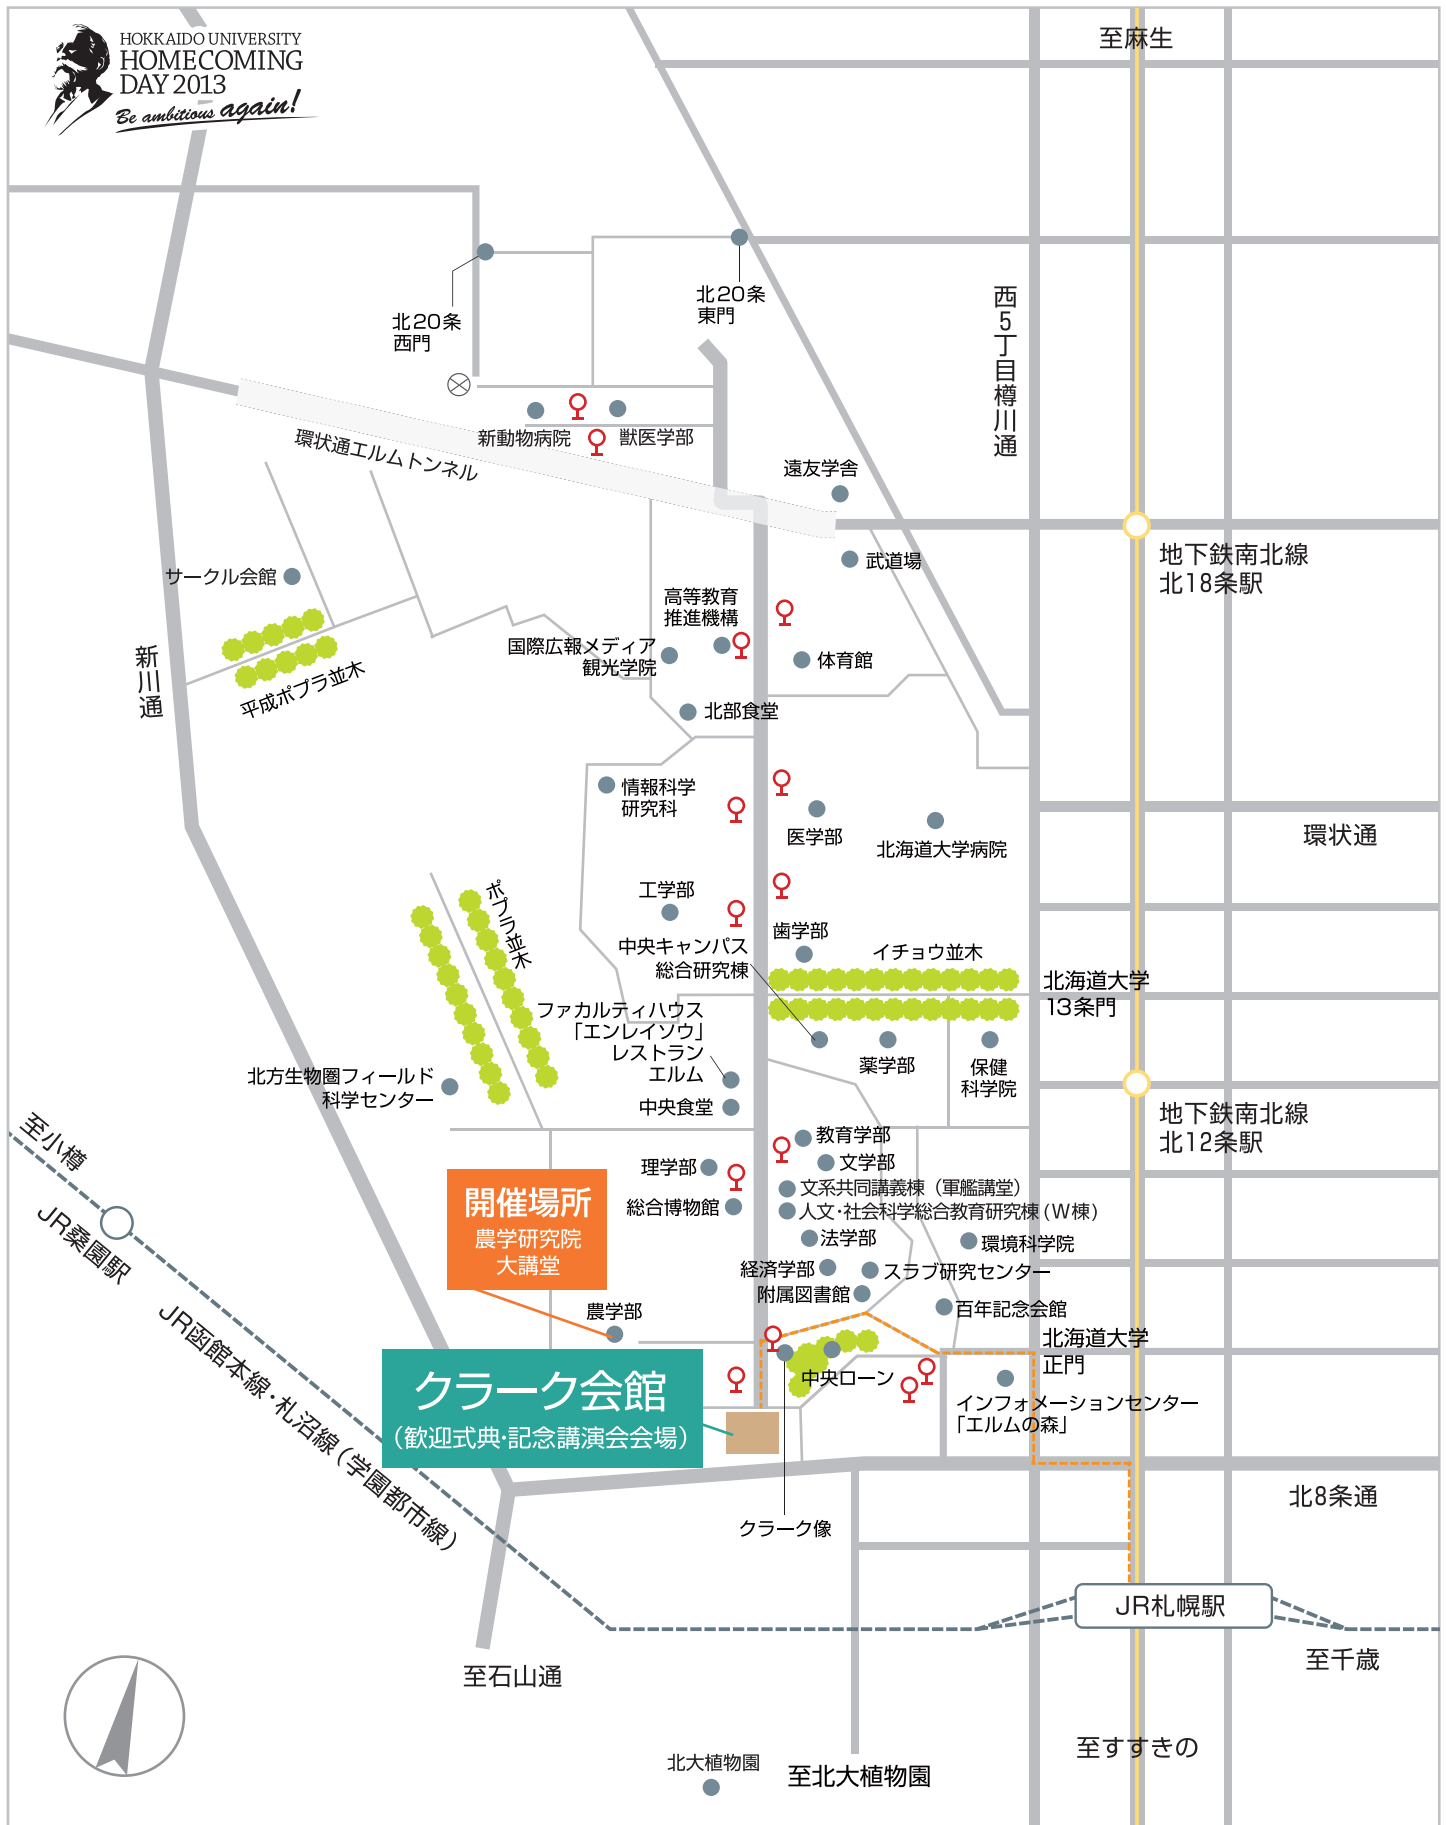 HOKKAIDO UNIVERSITY
HOMECOMING
DAY 2013
Be ambitious again!
至麻生
北20条
西門
北20条
東門
西5丁目樽川通
新動物病院
獣医学部
環状通エルムトンネル
遠友学舎
武道場
地下鉄南北線
北18条駅
サークル会館
高等教育
推進機構
国際広報メディア
観光学院
体育館
新川通
平成ポプラ並木
北部食堂
情報科学
研究科
医学部
北海道大学病院
環状通
工学部
ポプラ並木
歯学部
中央キャンパス
総合研究棟
イチョウ並木
北海道大学
13条門
ファカルティハウス
「エンレイソウ」
レストラン
エルム
薬学部
保健
科学院
北方生物圏フィールド
科学センター
中央食堂
地下鉄南北線
北12条駅
至小樽
教育学部
文学部
理学部
文系共同講義棟（軍艦講堂）
総合博物館
人文・社会科学総合教育研究棟（W棟）
開催場所
農学研究院
大講堂
法学部
環境科学院
JR桑園駅
経済学部
スラブ研究センター
附属図書館
百年記念会館
農学部
JR函館本線・札沼線（学園都市線）
北海道大学
正門
クラーク会館
（歓迎式典・記念講演会会場）
中央ローン
インフォメーションセンター
「エルムの森」
北8条通
クラーク像
JR札幌駅
至千歳
至石山通
至すすきの
北大植物園
至北大植物園